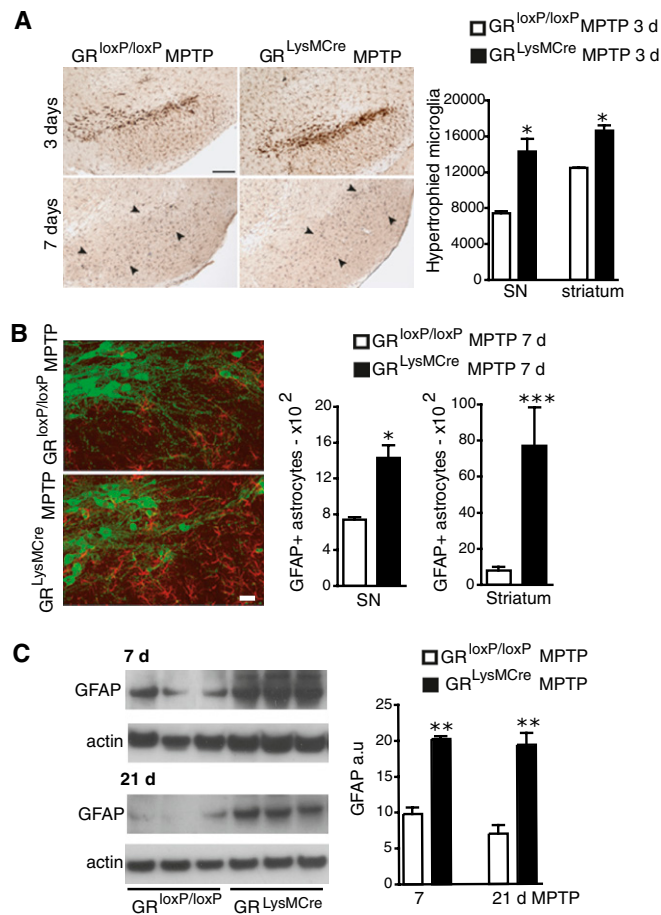 A
GR loxP/loxP MPTP
GR LysMCre MPTP
3 days
7 days
GR loxP/loxP MPTP 3 d
GR LysMCre MPTP 3 d
Hypertrophied microglia
20000
16000
12000
8000
4000
0
*
*
SN
striatum
B
GR loxP/loxP MPTP
GR LysMCre MPTP
GR loxP/loxP MPTP 7 d
GR LysMCre MPTP 7 d
GFAP+ astrocytes - x10 2
16
12
8
4
0
*
SN
GFAP+ astrocytes - x10 2
100
80
60
40
20
0
***
Striatum
C
7 d
GFAP
actin
21 d
GFAP
actin
GR loxP/loxP
GR LysMCre
GR loxP/loxP MPTP
GR LysMCre MPTP
GFAP a.u
25
20
15
10
5
0
**
**
7
21 d MPTP